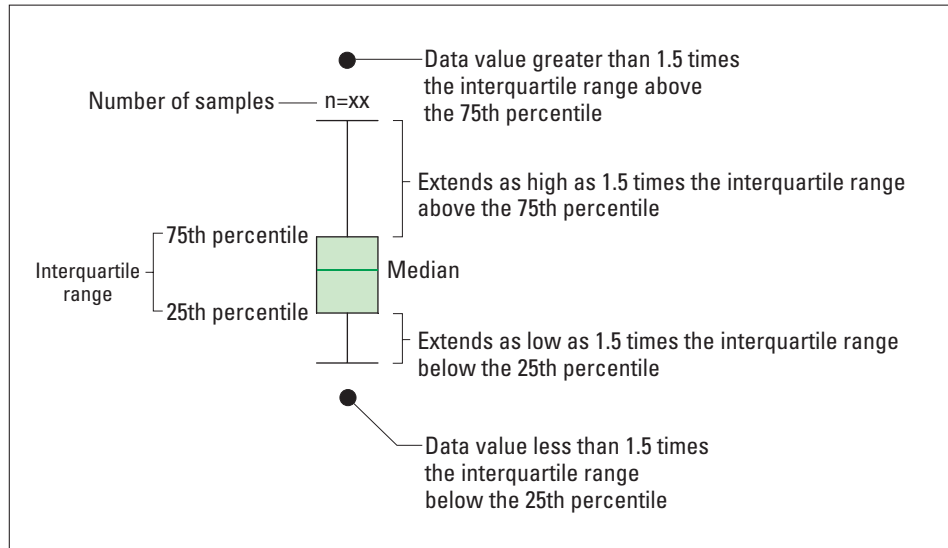 Data value greater than 1.5 times
the interquartile range above
the 75th percentile
Number of samples
n=xx
Extends as high as 1.5 times the interquartile range
above the 75th percentile
75th percentile
Interquartile
range
Median
25th percentile
Extends as low as 1.5 times the interquartile range
below the 25th percentile
Data value less than 1.5 times
the interquartile range
below the 25th percentile